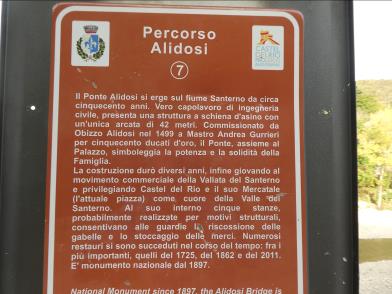 Percorso
Alidosi
7
CASTEL
DEL RIO
Il Ponte Alidosi si erge sul fiume Santerno da circa
cinquecento anni. Vero capolavoro di ingegneria
civile, presenta una struttura a schiena d'asino con
un'unica arcata di 42 metri. Commissionato da
Obizzo Alidosi nel 1499 a Mastro Andrea Gurrieri
per cinquecento ducati d'oro, il Ponte, assieme al
Palazzo, simboleggia la potenza e la solidità della
Famiglia.
La costruzione durò diversi anni, infine giovando al
movimento commerciale della Vallata del Santerno
e privilegiando Castel del Rio e il suo Mercatale
(l'attuale piazza) come cuore della Valle del
Santerno. Al suo interno cinque stanze,
probabilmente realizzate per motivi strutturali,
consentivano alle guardie la riscossione delle
gabelle e lo stoccaggio delle merci. Numerosi
restauri si sono succeduti nel corso del tempo: fra i
più importanti, quelli del 1725, del 1862 e del 2011.
E' monumento nazionale dal 1897.
National Monument since 1897, the Alidosi Bridge is